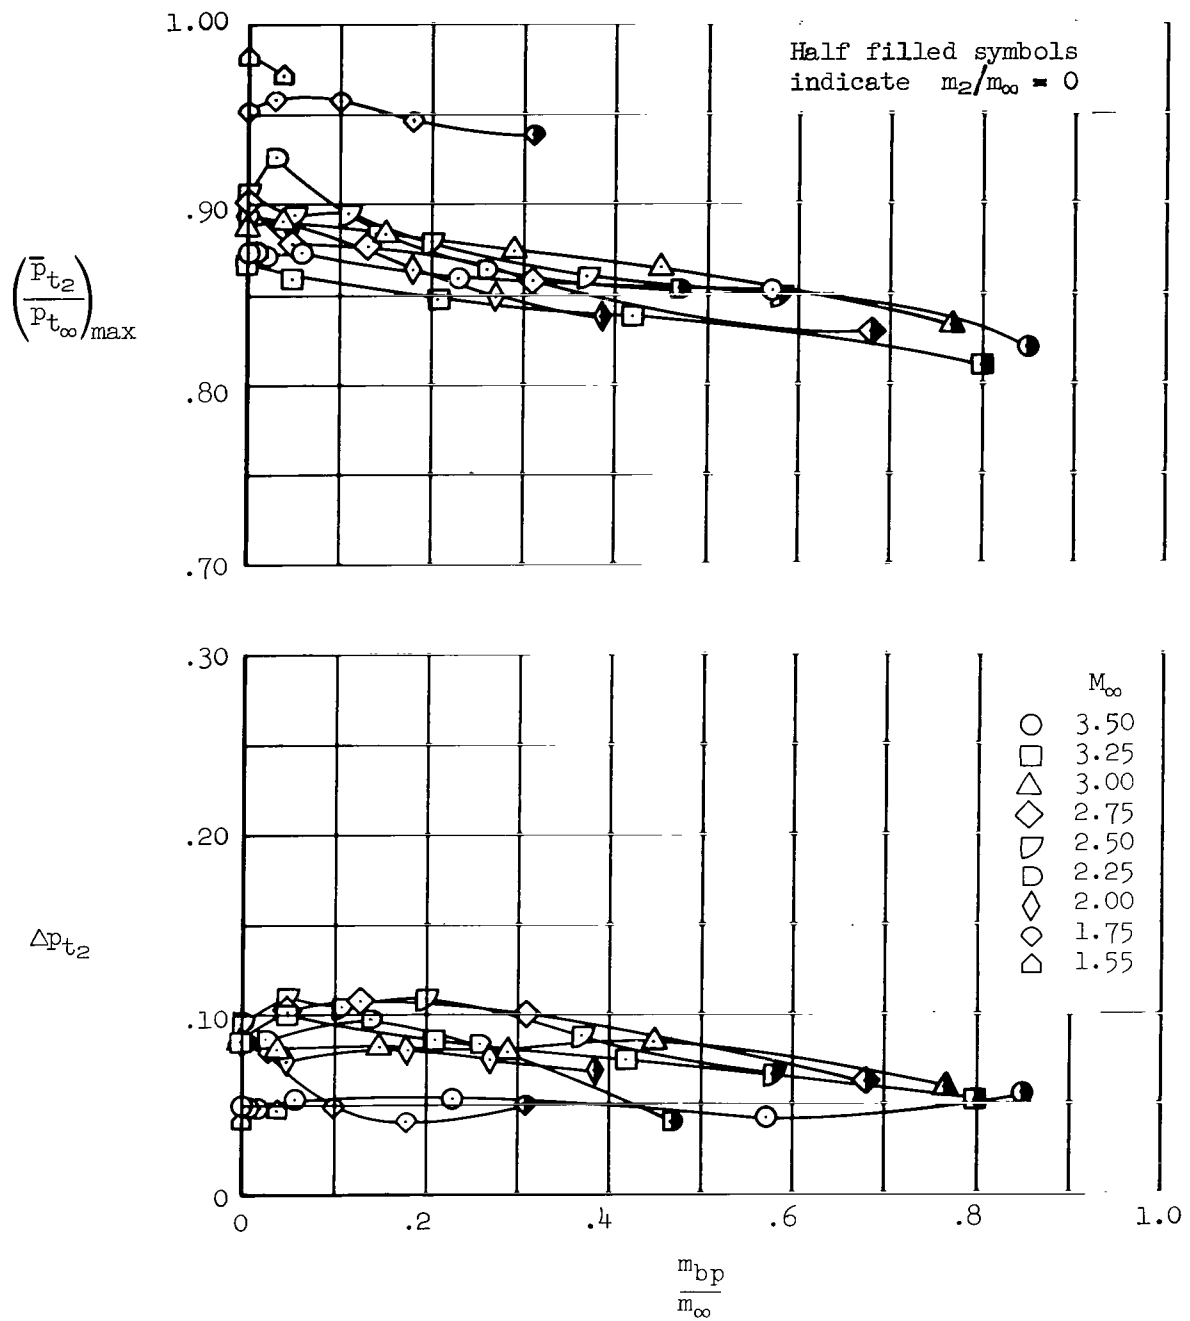 1.00
Half filled symbols
indicate m₂/m∞ = 0
.90
(p̅t₂/pt∞)max
.80
.70
.30
M∞
3.50
3.25
3.00
2.75
2.50
2.25
2.00
1.75
1.55
.20
Δpt₂
.10
0
0 .2 .4 .6 .8 1.0
mbp/m∞